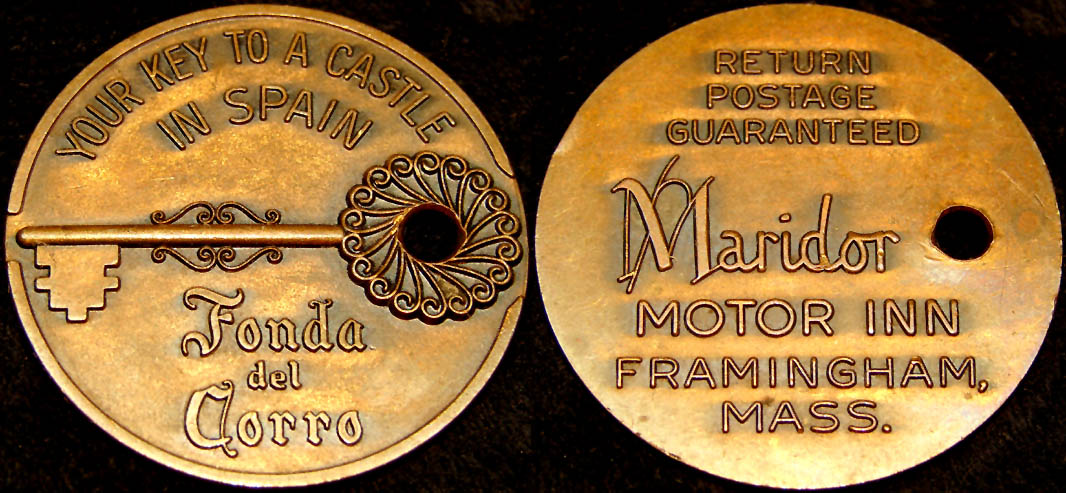 YOUR KEY TO A CASTLE
IN SPAIN
Fonda
del
Corro
RETURN
POSTAGE
GUARANTEED
Maridor
MOTOR INN
FRAMINGHAM,
MASS.